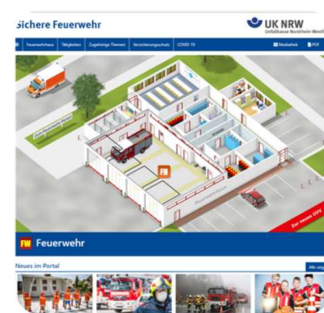 Sichere Feuerwehr
UK NRW
Unfallkasse Nordrhein-Westfalen
Feuerwehrhaus Tätigkeiten Zugehörige Themen Versicherungsschutz COVID-19 Mediathek PDF
FW
Zur neuen UVV
FW Feuerwehr
Neues im Portal